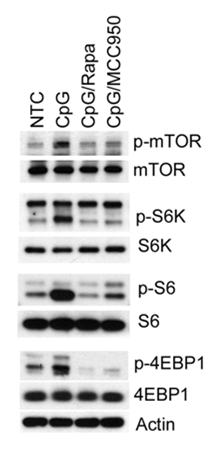 NTC
CpG
CpG/Rapa
CpG/MCC950
p-mTOR
mTOR
p-S6K
S6K
p-S6
S6
p-4EBP1
4EBP1
Actin